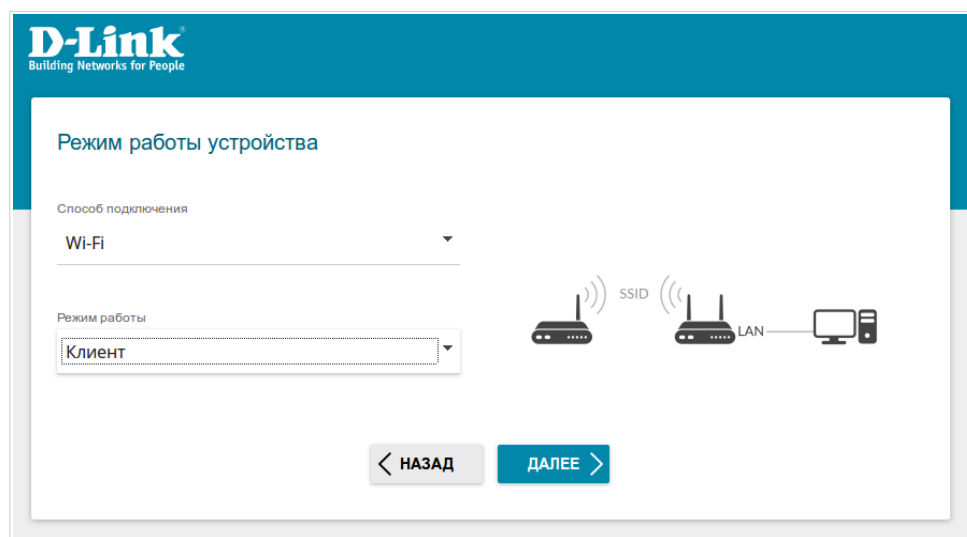 D-Link
Building Networks for People
Режим работы устройства
Способ подключения
Wi-Fi
Режим работы
Клиент
SSID
LAN
НАЗАД
ДАЛЕЕ